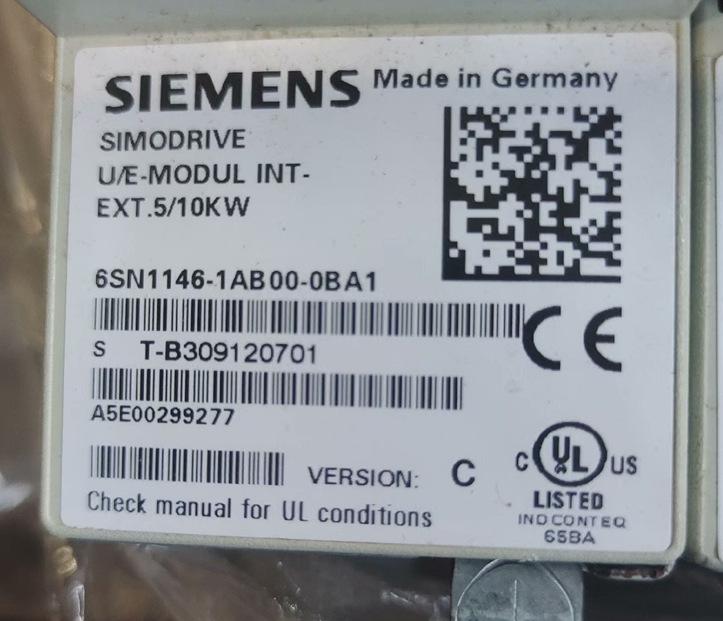 SIEMENS Made in Germany
SIMODRIVE
U/E-MODUL INT-
EXT.5/10KW
6SN1146-1AB00-0BA1
CE
S T-B309120701
A5E00299277
C UL US
VERSION: C
LISTED
Check manual for UL conditions
IND CONT EQ
65BA